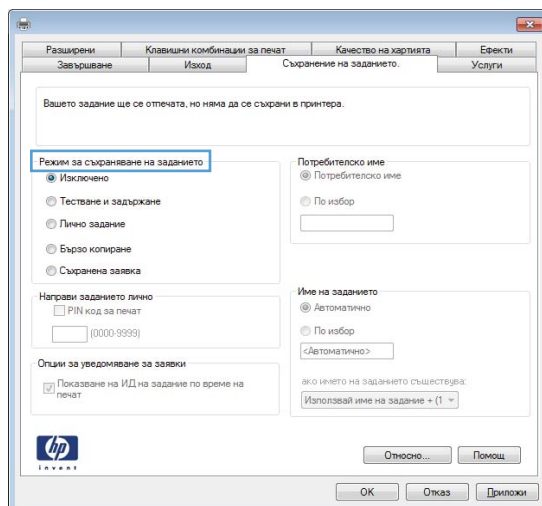 Разширени Клавишни комбинации за печат Качество на хартията Ефекти
Завършване Изход Съхранение на заданието. Услуги
Вашето задание ще се отпечата, но няма да се съхрани в принтера.
Режим за съхраняване на заданието
Изключено
Тестване и задържане
Лично задание
Бързо копиране
Съхранена заявка
Потребителско име
Потребителско име
По избор
Направи заданието лично
PIN код за печат
(0000-9999)
Име на заданието
Автоматично
По избор
<Автоматично>
Опции за уведомяване за заявки
Показване на ИД на задание по време на
печат
ако името на заданието съществува:
Използвай име на задание + (1
hp
invent
Относно... Помощ
OK Отказ Приложи